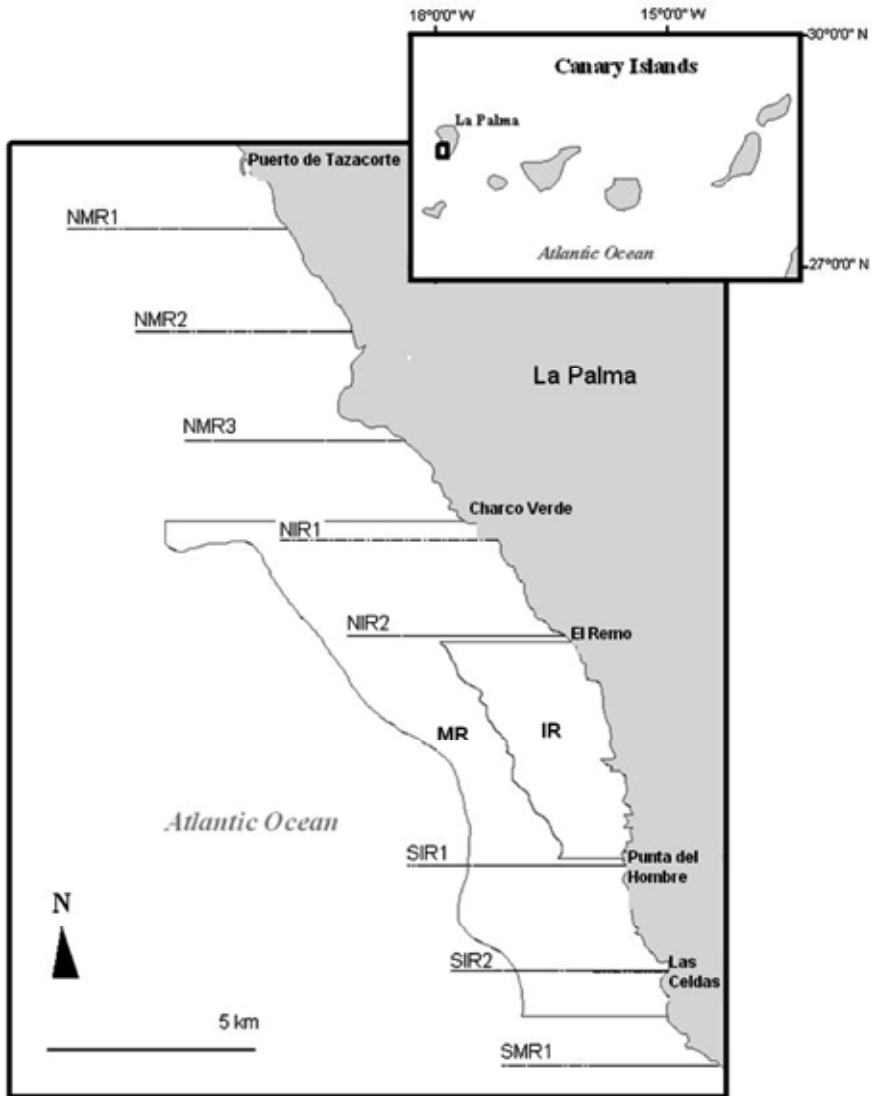 18°0'0" W
15°0'0" W
30°0'0" N
Canary Islands
La Palma
Puerto de Tazacorte
NMR1
Atlantic Ocean
27°0'0" N
NMR2
La Palma
NMR3
Charco Verde
NIR1
NIR2
El Remo
MR
IR
Atlantic Ocean
SIR1
Punta del
Hombre
N
SIR2
Las
Celdas
5 km
SMR1